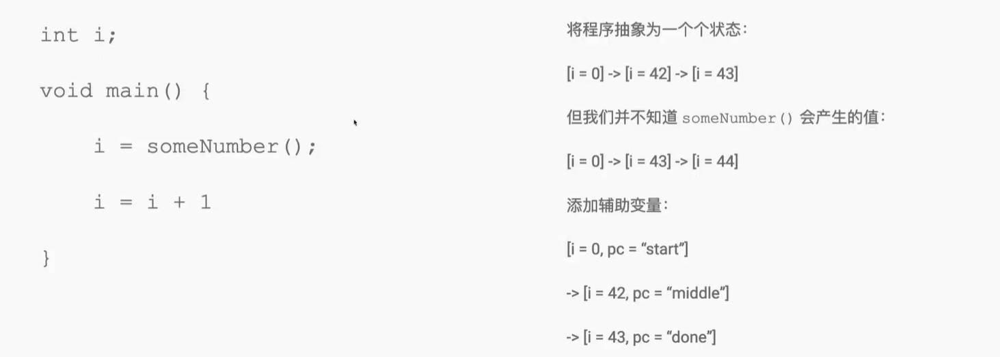 int i;
void main() {
i = someNumber();
i = i + 1
}
将程序抽象为一个个状态：
[i = 0] -> [i = 42] -> [i = 43]
但我们并不知道 someNumber() 会产生的值：
[i = 0] -> [i = 43] -> [i = 44]
添加辅助变量：
[i = 0, pc = “start”]
-> [i = 42, pc = “middle”]
-> [i = 43, pc = “done”]